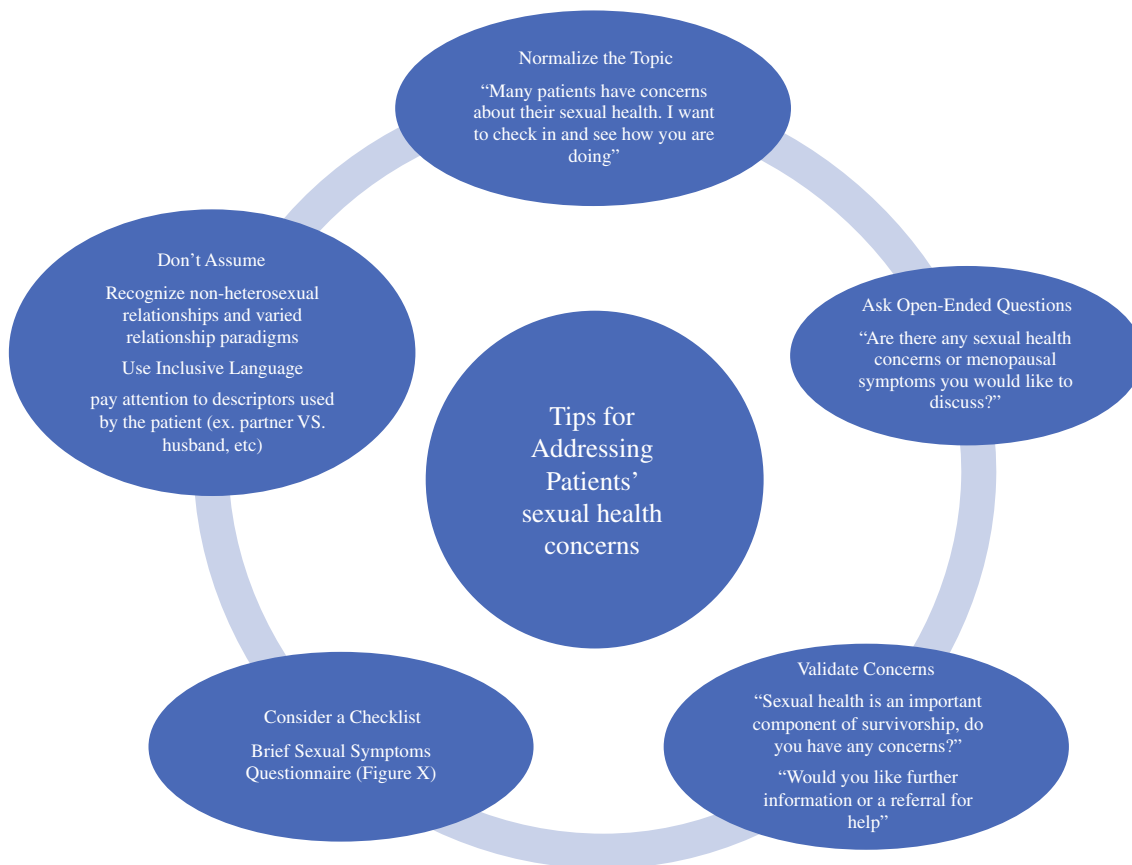 Normalize the Topic
“Many patients have concerns
about their sexual health. I want
to check in and see how you are
doing”
Ask Open-Ended Questions
“Are there any sexual health
concerns or menopausal
symptoms you would like to
discuss?”
Validate Concerns
“Sexual health is an important
component of survivorship, do
you have any concerns?”
“Would you like further
information or a referral for
help”
Consider a Checklist
Brief Sexual Symptoms
Questionnaire (Figure X)
Don’t Assume
Recognize non-heterosexual
relationships and varied
relationship paradigms
Use Inclusive Language
pay attention to descriptors used
by the patient (ex. partner VS.
husband, etc)
Tips for
Addressing
Patients’
sexual health
concerns